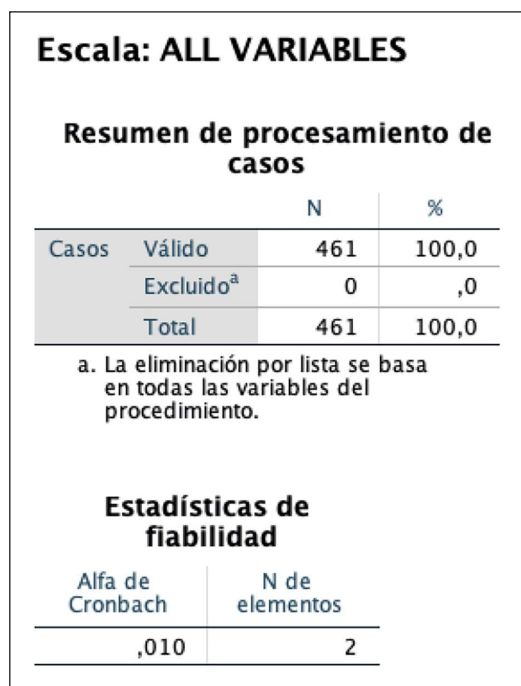 Escala: ALL VARIABLES
Resumen de procesamiento de
casos
N %
Casos Válido 461 100,0
Excluidoª 0 ,0
Total 461 100,0
a. La eliminación por lista se basa
en todas las variables del
procedimiento.
Estadísticas de
fiabilidad
Alfa de N de
Cronbach elementos
,010 2